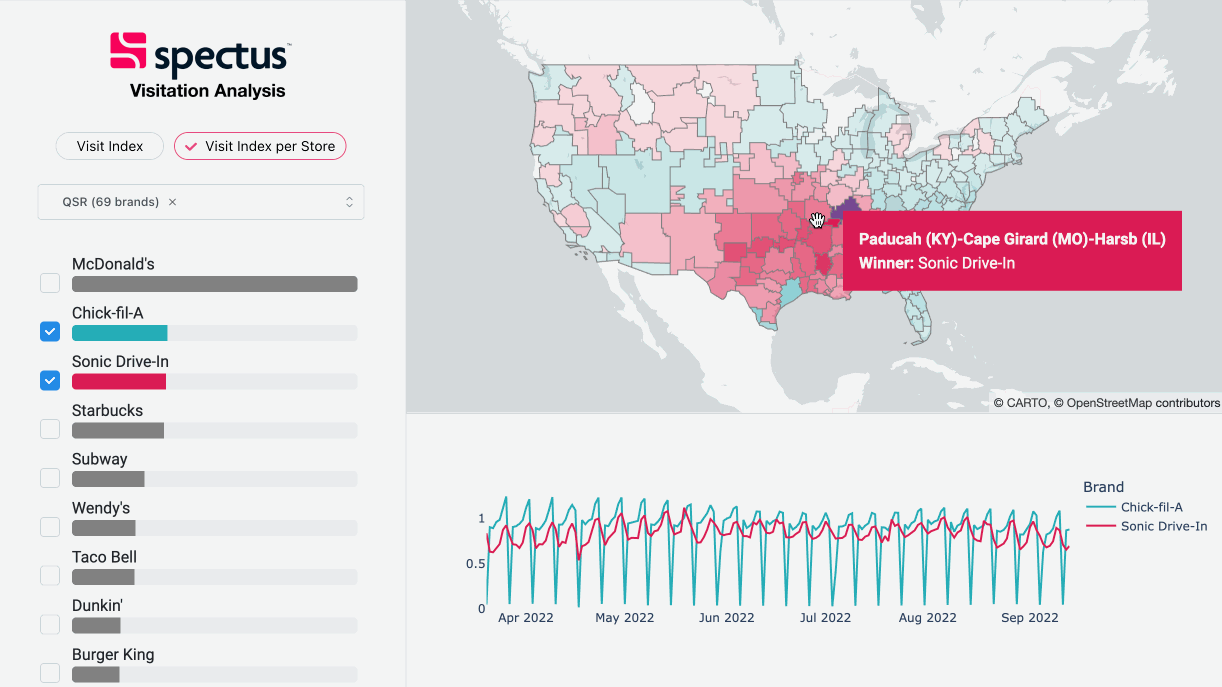 spectus™
Visitation Analysis
Visit Index
Visit Index per Store
QSR (69 brands) ×
McDonald's
Chick-fil-A
Sonic Drive-In
Starbucks
Subway
Wendy's
Taco Bell
Dunkin'
Burger King
Paducah (KY)-Cape Girard (MO)-Harsb (IL)
Winner: Sonic Drive-In
© CARTO, © OpenStreetMap contributors
1
0.5
0
Apr 2022
May 2022
Jun 2022
Jul 2022
Aug 2022
Sep 2022
Brand
Chick-fil-A
Sonic Drive-In